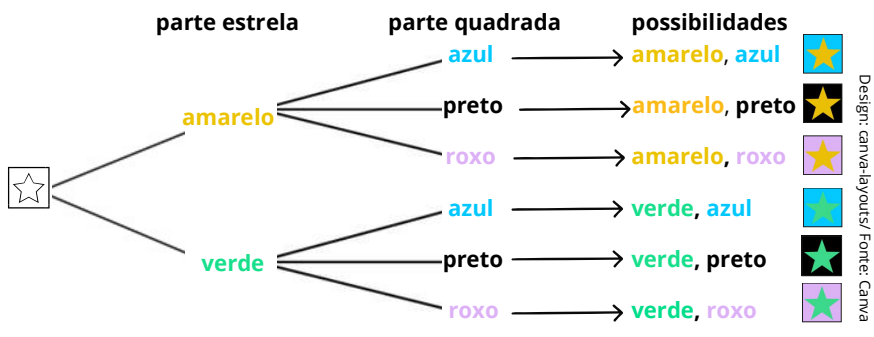 parte estrela parte quadrada possibilidades
azul amarelo, azul
amarelo preto amarelo, preto
roxo amarelo, roxo
azul verde, azul
verde preto verde, preto
roxo verde, roxo
Design: canva-layouts/ Fonte: Canva